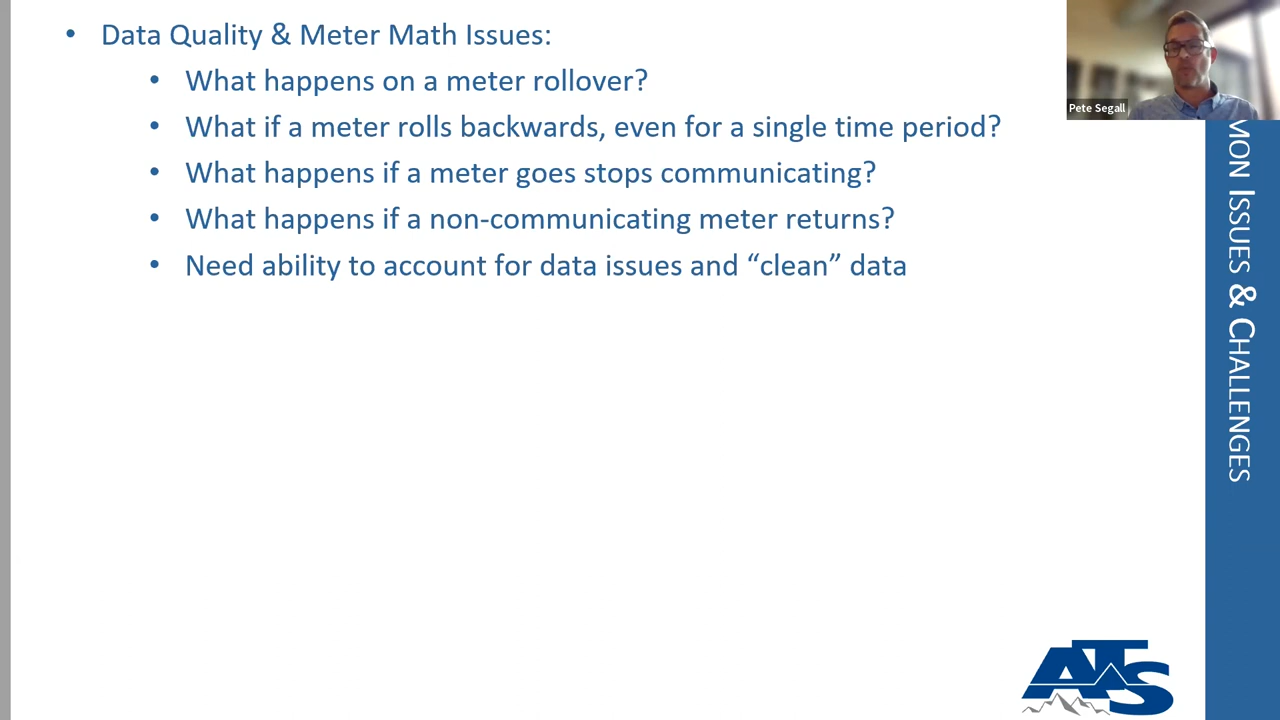 Data Quality & Meter Math Issues:
What happens on a meter rollover?
What if a meter rolls backwards, even for a single time period?
What happens if a meter goes stops communicating?
What happens if a non-communicating meter returns?
Need ability to account for data issues and “clean” data
Pete Segall
MON ISSUES & CHALLENGES
ATS